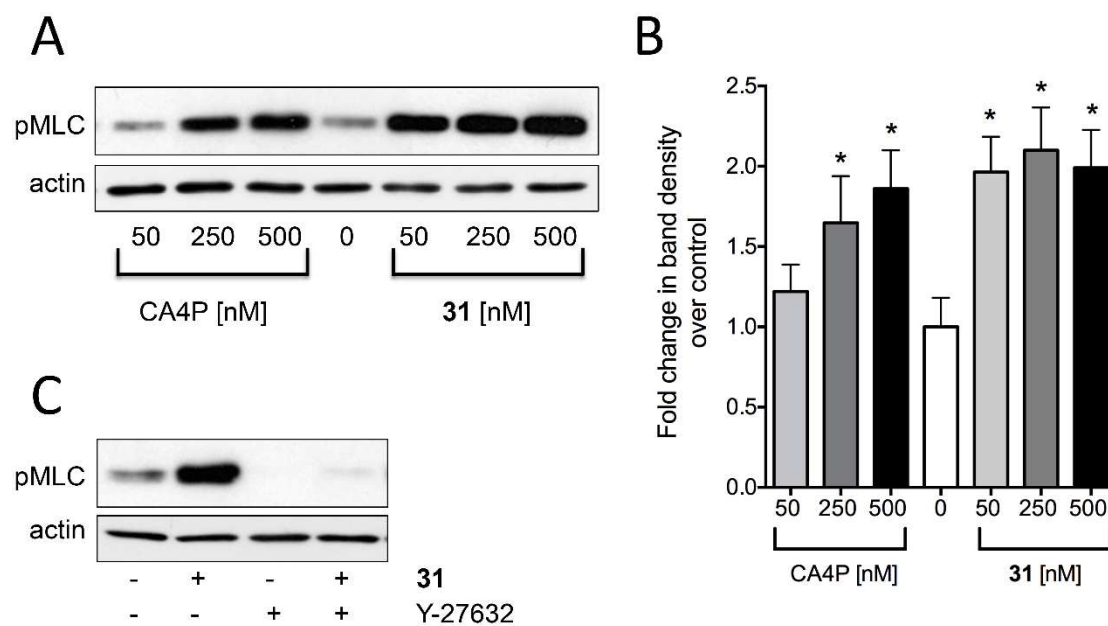 A
pMLC
actin
50 250 500 0 50 250 500
CA4P [nM] 31 [nM]
B
Fold change in band density
over control
2.5
2.0
1.5
1.0
0.5
0.0
* * * * *
50 250 500 0 50 250 500
CA4P [nM] 31 [nM]
C
pMLC
actin
- + - + 31
- - + + Y-27632